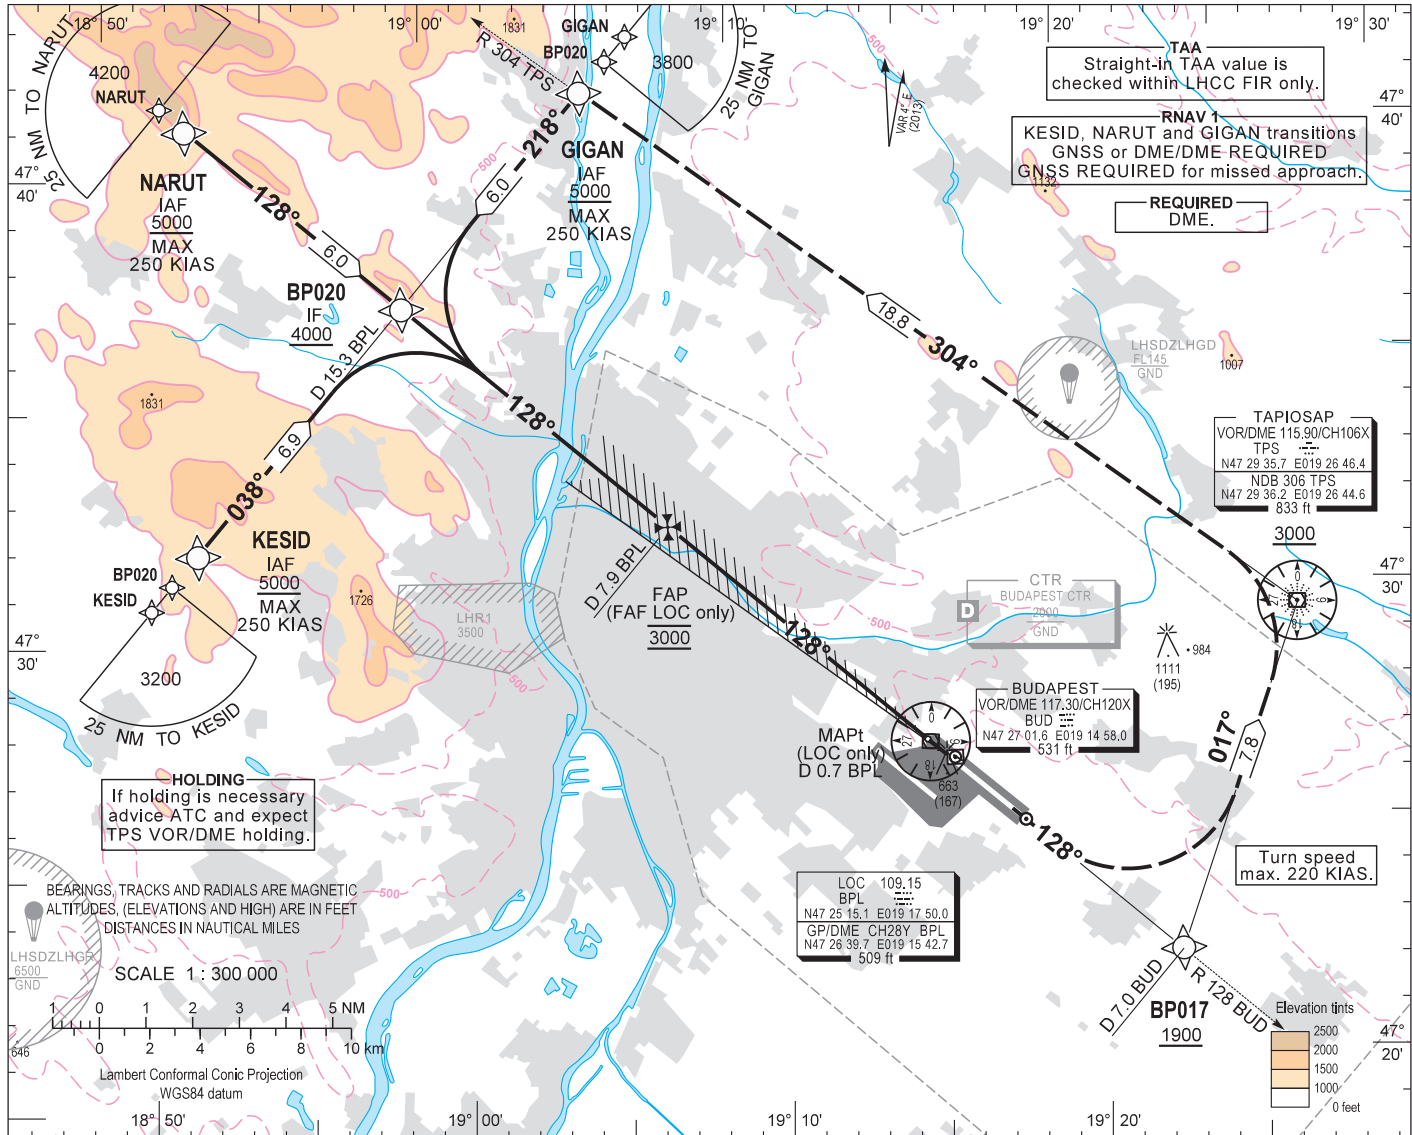 18° 50'
19° 00'
19° 10'
19° 20'
19° 30'
25 NM TO NARUT
4200
NARUT
1831
R 304 TPS
GIGAN
BP020
3800
25 NM TO GIGAN
500
VAR 4° E
(2013)
TAA
Straight-in TAA value is
checked within LHCC FIR only.
RNAV 1
KESID, NARUT and GIGAN transitions
GNSS or DME/DME REQUIRED
GNSS REQUIRED for missed approach.
1132
REQUIRED
DME.
47°
40'
47°
40'
NARUT
IAF
5000
MAX
250 KIAS
128°
6.0
218°
6.0
500
GIGAN
IAF
5000
MAX
250 KIAS
BP020
IF
4000
D 15.3 BPL
18.8
304°
LHSDZLHGD
FL145
GND
1007
1831
6.9
038°
128°
TAPIOSAP
VOR/DME 115.90/CH106X
TPS
N47 29 35.7 E019 26 46.4
NDB 306 TPS
N47 29 36.2 E019 26 44.6
833 ft
3000
0
9
18
KESID
IAF
5000
MAX
250 KIAS
BP020
KESID
1726
3200
25 NM TO KESID
LHR1
3500
500
D 7.9 BPL
FAP
(FAF LOC only)
3000
128°
500
D
CTR
BUDAPEST CTR
2000
GND
984
1111
(195)
47°
30'
47°
30'
MAPt
(LOC only)
D 0.7 BPL
0
9
18
27
663
(167)
BUDAPEST
VOR/DME 117.30/CH120X
BUD
N47 27 01.6 E019 14 58.0
531 ft
017°
7.8
HOLDING
If holding is necessary
advice ATC and expect
TPS VOR/DME holding.
128°
Turn speed
max. 220 KIAS.
BEARINGS, TRACKS AND RADIALS ARE MAGNETIC
ALTITUDES, (ELEVATIONS AND HIGH) ARE IN FEET
DISTANCES IN NAUTICAL MILES
500
LOC 109.15
BPL
N47 25 15.1 E019 17 50.0
GP/DME CH28Y BPL
N47 26 39.7 E019 15 42.7
509 ft
LHSDZLHGR
6500
GND
646
SCALE 1 : 300 000
1 0 1 2 3 4 5 NM
0 2 4 6 8 10 km
Lambert Conformal Conic Projection
WGS84 datum
D 7.0 BUD
R 128 BUD
BP017
1900
Elevation tints
2500
2000
1500
1000
0 feet
47°
20'
18° 50'
19° 00'
19° 10'
19° 20'